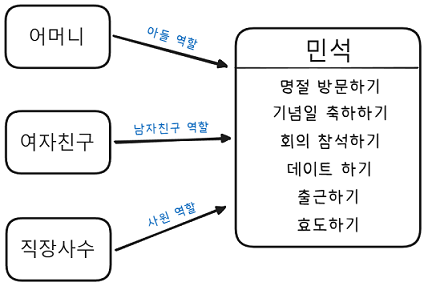 어머니
아들 역할
여자친구
남자친구 역할
직장사수
사원 역할
민석
명절 방문하기
기념일 축하하기
회의 참석하기
데이트 하기
출근하기
효도하기